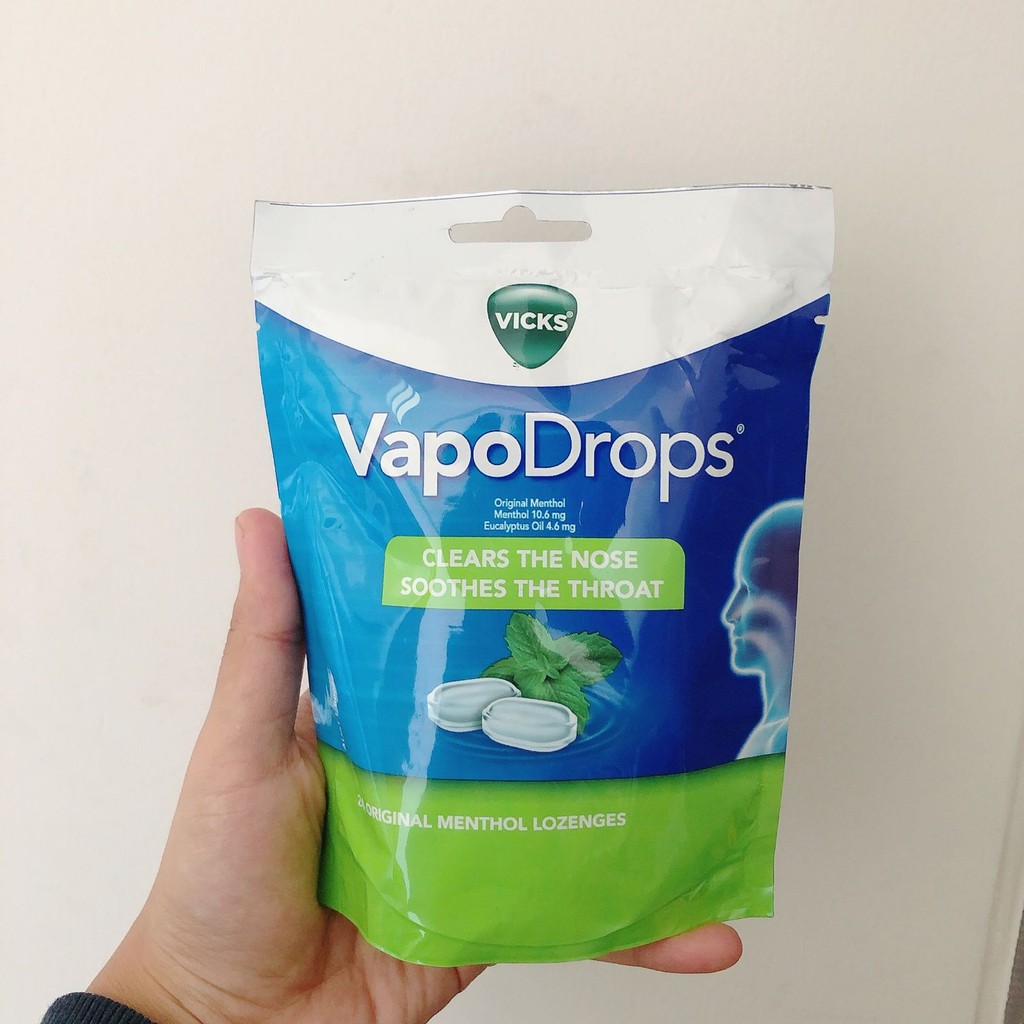 VICKS®
VapoDrops®
Original Menthol
Menthol 10.6 mg
Eucalyptus Oil 4.6 mg
CLEARS THE NOSE
SOOTHES THE THROAT
ORIGINAL MENTHOL LOZENGES